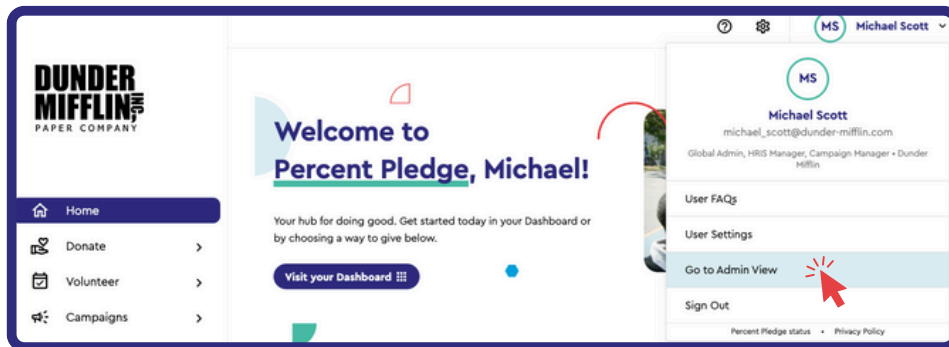 MS Michael Scott
DUNDER
MIFFLIN, INC
PAPER COMPANY
Home
Donate
Volunteer
Campaigns
Welcome to
Percent Pledge, Michael!
Your hub for doing good. Get started today in your Dashboard or
by choosing a way to give below.
Visit your Dashboard
MS
Michael Scott
michael_scott@dunder-mifflin.com
Global Admin, HRIS Manager, Campaign Manager • Dunder
Mifflin
User FAQs
User Settings
Go to Admin View
Sign Out
Percent Pledge status • Privacy Policy